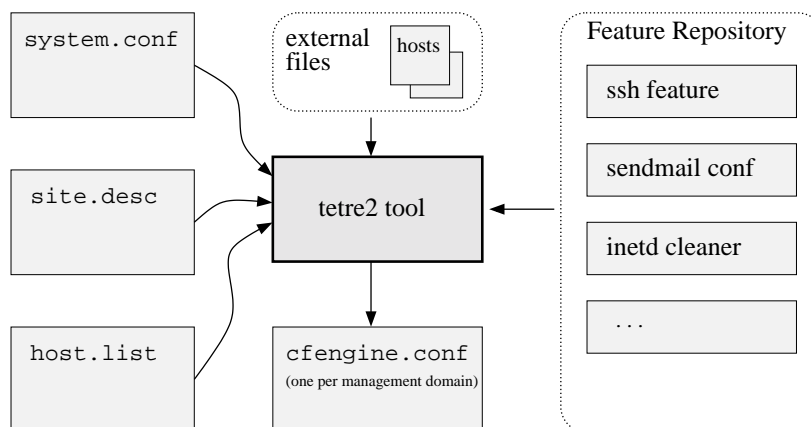 system.conf
external
files
hosts
Feature Repository
ssh feature
sendmail conf
inetd cleaner
...
site.desc
tetre2 tool
host.list
cfengine.conf
(one per management domain)